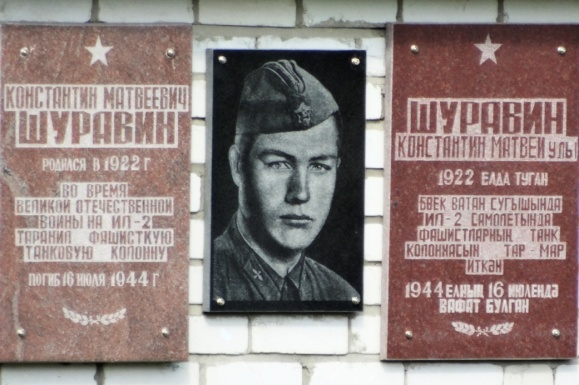 КОНСТАНТИН МАТВЕЕВИЧ
ШУРАВИН
РОДИЛСЯ В 1922 Г.
ВО ВРЕМЯ
ВЕЛИКОЙ ОТЕЧЕСТВЕННОЙ
ВОЙНЫ НА ИЛ-2
ТАРАНИЛ ФАШИСТКУЮ
ТАНКОВУЮ КОЛОННУ
ПОГИБ 16 ИЮЛЯ 1944 Г
ШУРАВИН
КОНСТАНТИН МАТВЕЙ улы
1922 ЕЛДА ТУГАН
БӨЕК ВАТАН СУГЫШЫНДА
ИЛ-2 САМОЛЕТЫНДА
ФАШИСТЛАРНЫҢ ТАНК
КОЛОННАСЫН ТАР-МАР
ИТКӘН
1944 ЕЛНЫҢ 16 ИЮЛЕНДӘ
ВАФАТ БУЛГАН